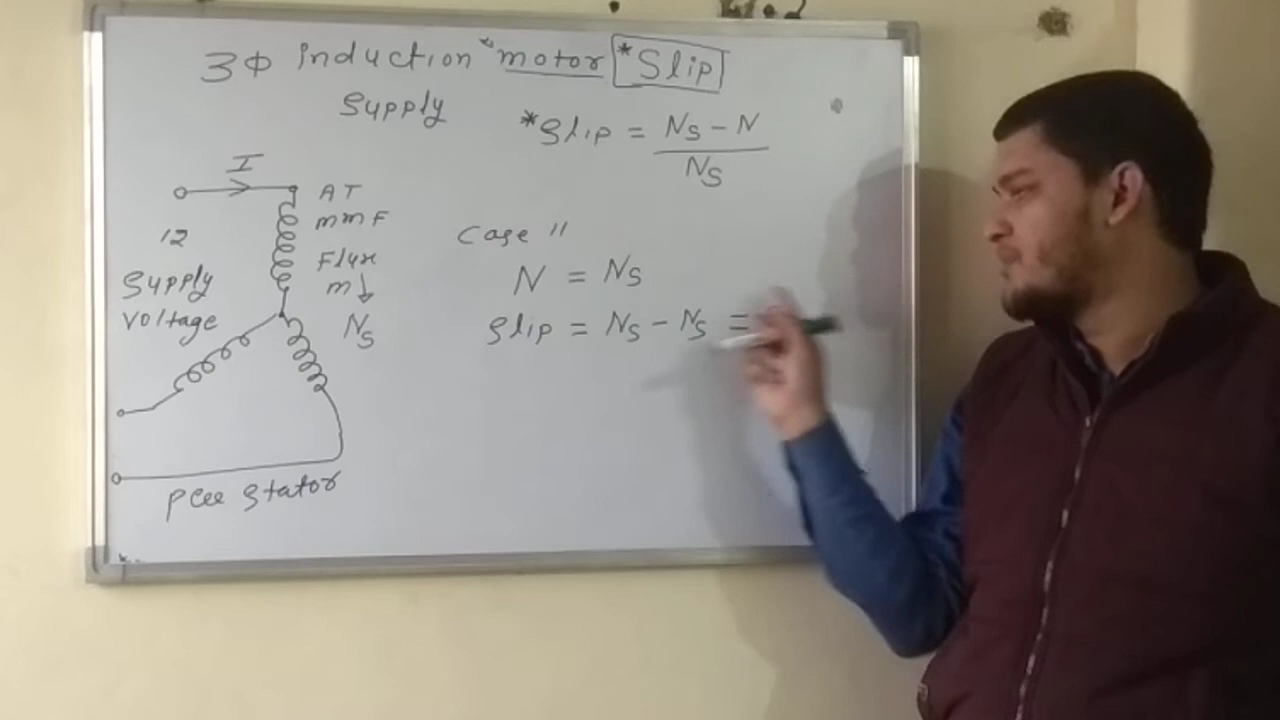 3Φ Induction motor *Slip
Supply
*Slip = NS - N
NS
I
AT
mmF
Flux
m
NS
12
Supply
Voltage
Case 11
N = NS
Slip = NS - NS =
Stator